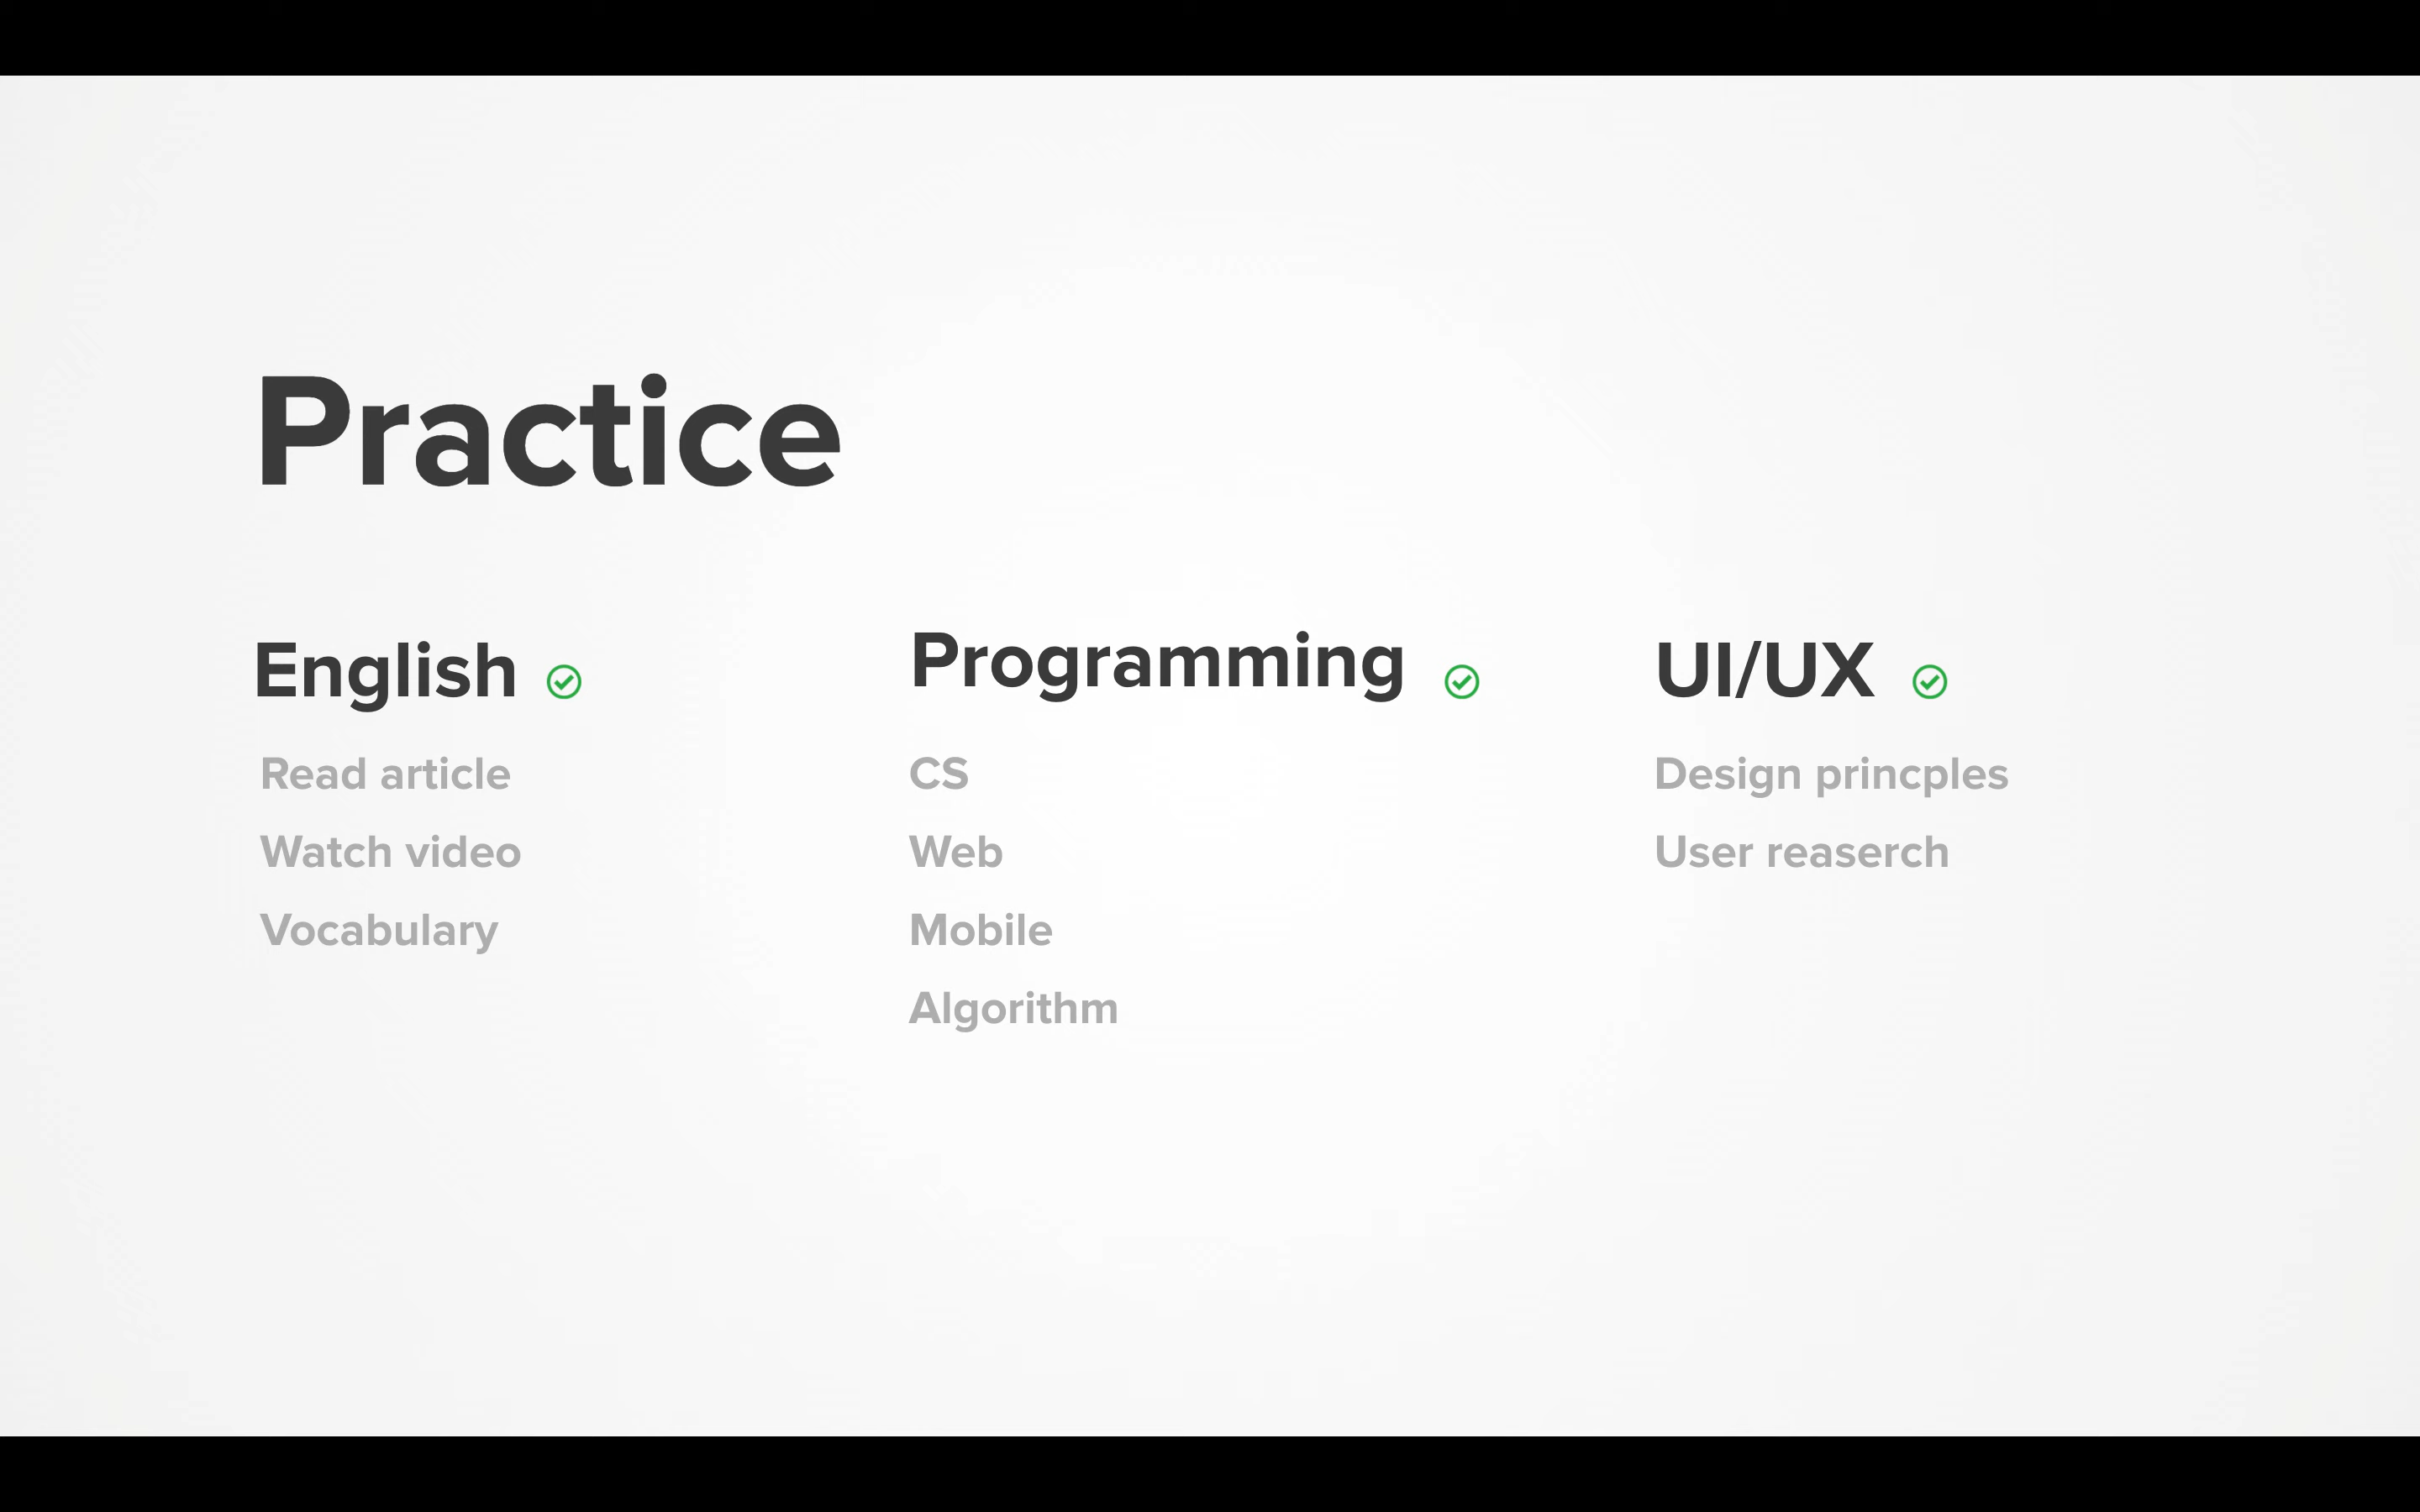 Practice
English
Read article
Watch video
Vocabulary
Programming
CS
Web
Mobile
Algorithm
UI/UX
Design princples
User reaserch